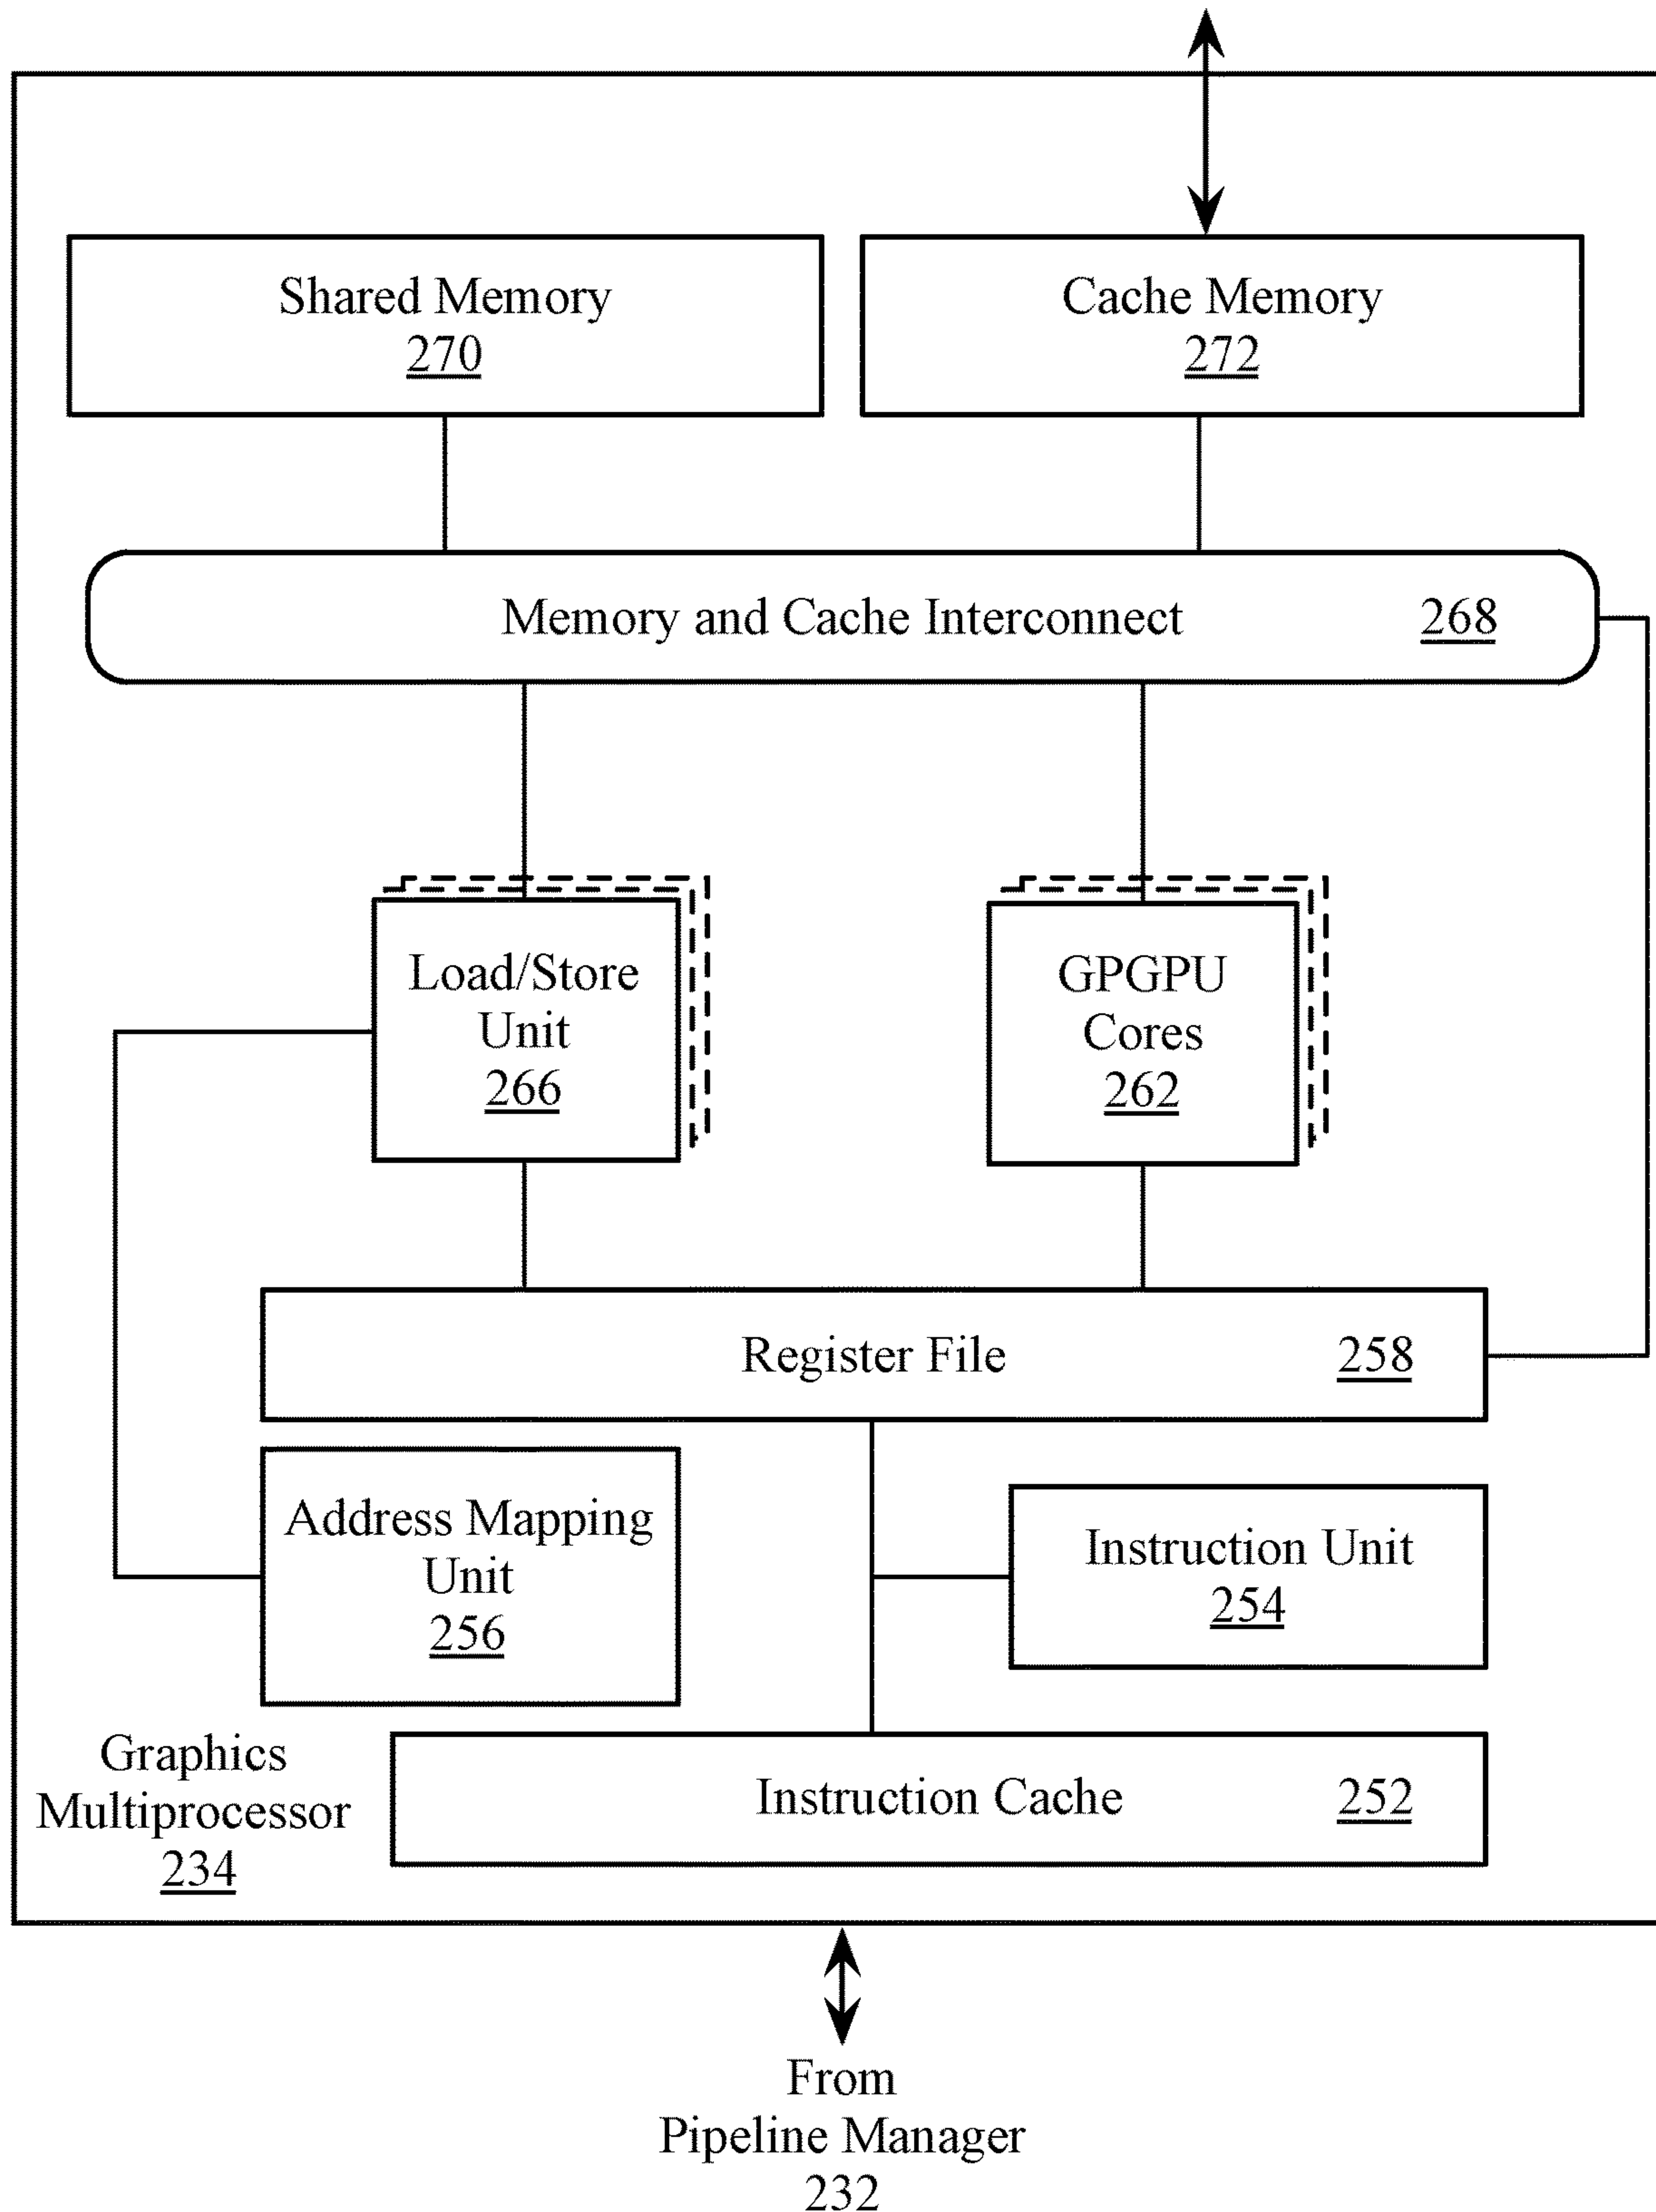 Shared Memory
270
Cache Memory
272
Memory and Cache Interconnect 268
Load/Store
Unit
266
GPGPU
Cores
262
Register File 258
Address Mapping
Unit
256
Instruction Unit
254
Graphics
Multiprocessor
234
Instruction Cache 252
From
Pipeline Manager
232